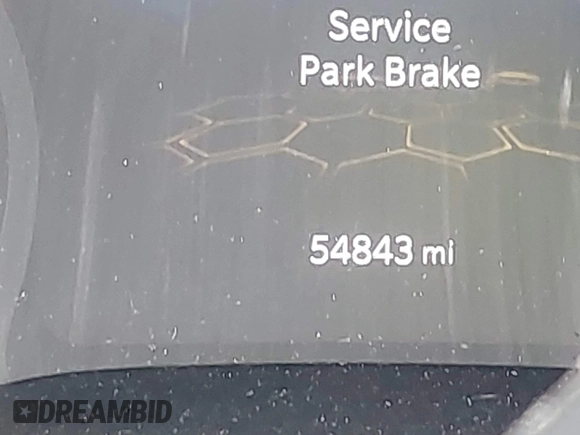 Service
Park Brake
54843 mi
DREAMBID